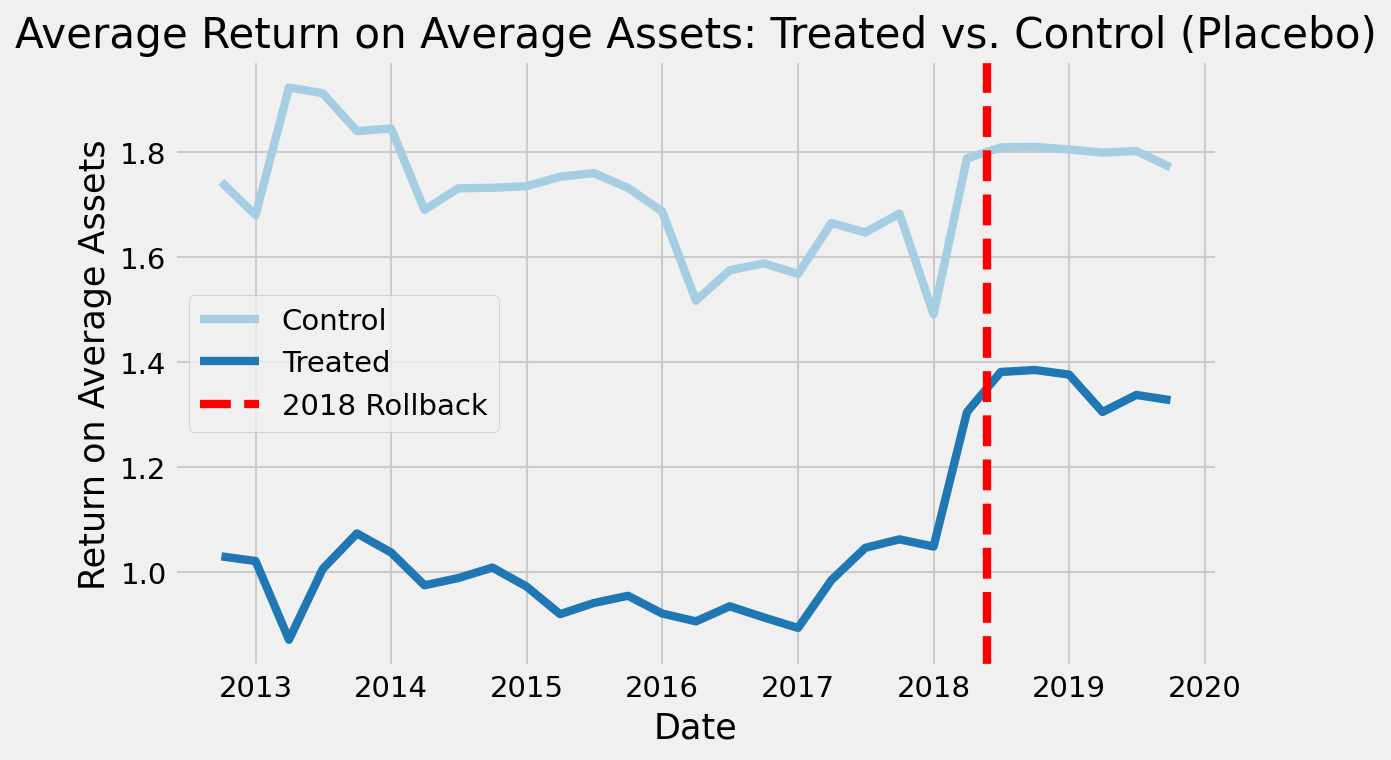 Average Return on Average Assets: Treated vs. Control (Placebo)
Return on Average Assets
1.8
1.6
1.4
1.2
1.0
Control
Treated
2018 Rollback
2013 2014 2015 2016 2017 2018 2019 2020
Date